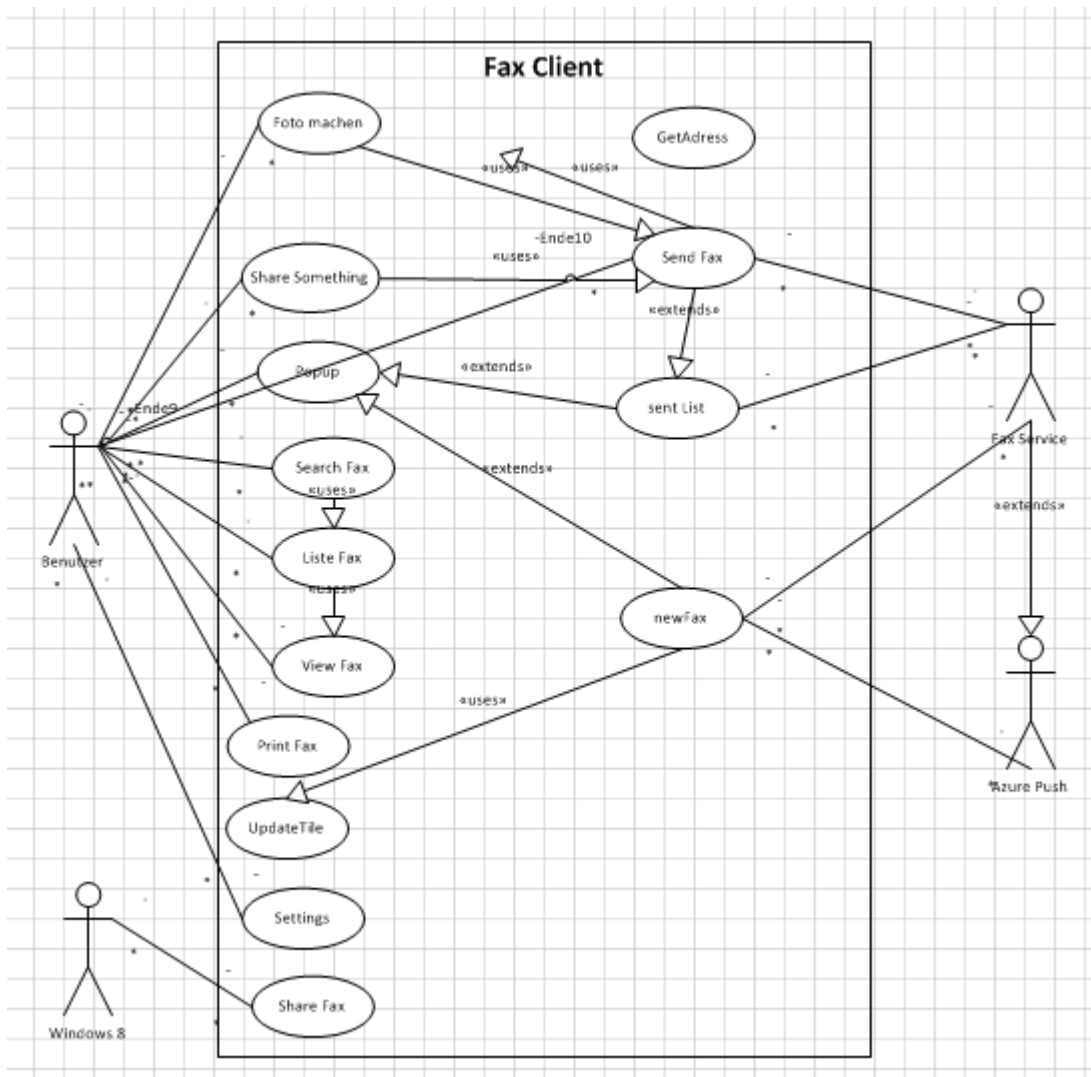 Fax Client
Foto machen
GetAdress
«uses»
«uses»
-Ende10
«uses»
Send Fax
Share Something
«extends»
Popup
«extends»
sent List
-Ende9
Fax Service
Search Fax
«extends»
«uses»
«extends»
Liste Fax
Benutzer
«uses»
newFax
View Fax
«uses»
Print Fax
Azure Push
UpdateTile
Settings
Share Fax
Windows 8